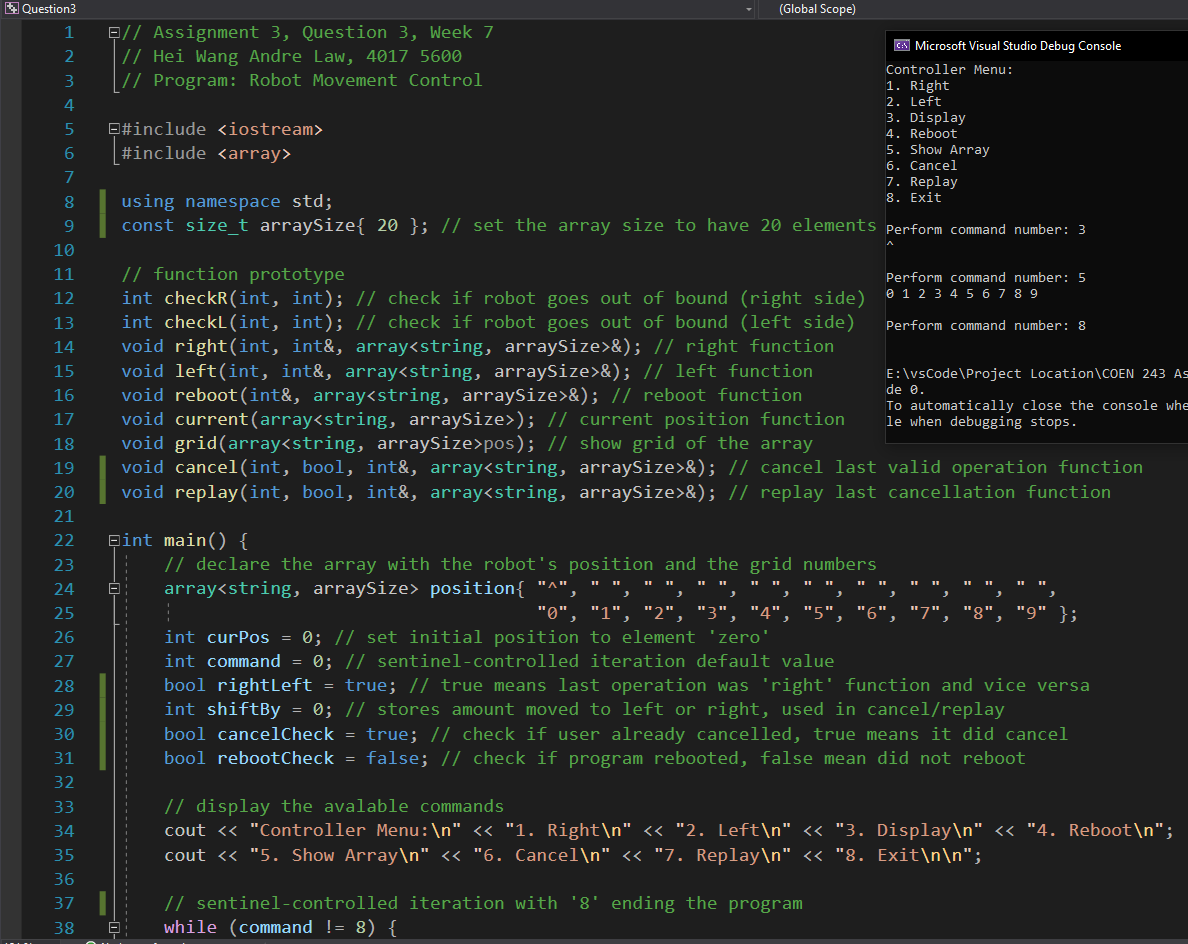 Question3
(Global Scope)
1 // Assignment 3, Question 3, Week 7
2 // Hei Wang Andre Law, 4017 5600
3 // Program: Robot Movement Control
4
5 #include <iostream>
6 #include <array>
7
8 using namespace std;
9 const size_t arraySize{ 20 }; // set the array size to have 20 elements
10
11 // function prototype
12 int checkR(int, int); // check if robot goes out of bound (right side)
13 int checkL(int, int); // check if robot goes out of bound (left side)
14 void right(int, int&, array<string, arraySize>&); // right function
15 void left(int, int&, array<string, arraySize>&); // left function
16 void reboot(int&, array<string, arraySize>&); // reboot function
17 void current(array<string, arraySize>); // current position function
18 void grid(array<string, arraySize>pos); // show grid of the array
19 void cancel(int, bool, int&, array<string, arraySize>&); // cancel last valid operation function
20 void replay(int, bool, int&, array<string, arraySize>&); // replay last cancellation function
21
22 int main() {
23 // declare the array with the robot's position and the grid numbers
24 array<string, arraySize> position{ "^", " ", " ", " ", " ", " ", " ", " ", " ", " ",
25 "0", "1", "2", "3", "4", "5", "6", "7", "8", "9" };
26 int curPos = 0; // set initial position to element 'zero'
27 int command = 0; // sentinel-controlled iteration default value
28 bool rightLeft = true; // true means last operation was 'right' function and vice versa
29 int shiftBy = 0; // stores amount moved to left or right, used in cancel/replay
30 bool cancelCheck = true; // check if user already cancelled, true means it did cancel
31 bool rebootCheck = false; // check if program rebooted, false mean did not reboot
32
33 // display the avalable commands
34 cout << "Controller Menu:\n" << "1. Right\n" << "2. Left\n" << "3. Display\n" << "4. Reboot\n";
35 cout << "5. Show Array\n" << "6. Cancel\n" << "7. Replay\n" << "8. Exit\n\n";
36
37 // sentinel-controlled iteration with '8' ending the program
38 while (command != 8) {
Microsoft Visual Studio Debug Console
Controller Menu:
1. Right
2. Left
3. Display
4. Reboot
5. Show Array
6. Cancel
7. Replay
8. Exit
Perform command number: 3
^
Perform command number: 5
0 1 2 3 4 5 6 7 8 9
Perform command number: 8
E:\vsCode\Project Location\COEN 243 As
de 0.
To automatically close the console whe
le when debugging stops.